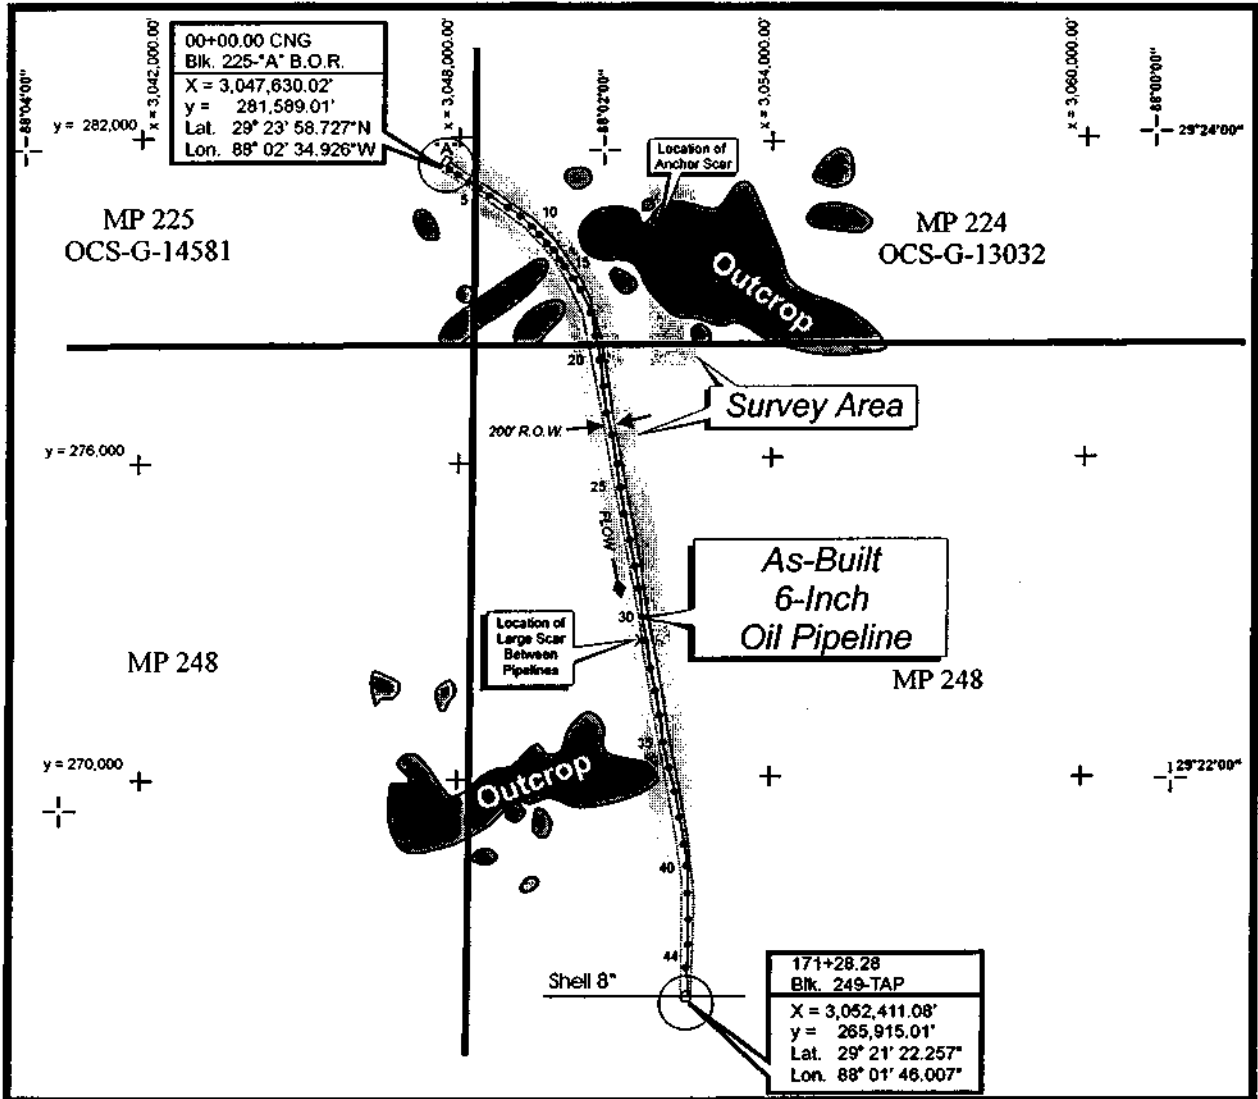 00+00.00 CNG
Blk. 225-"A" B.O.R.
X = 3,047,630.02'
y = 281,589.01'
Lat. 29° 23' 58.727"N
Lon. 88° 02' 34.926"W
88°04'00"
x = 3,042,000.00'
x = 3,048,000.00'
88°02'00"
x = 3,054,000.00'
x = 3,060,000.00'
88°00'00"
y = 282,000
29°24'00"
A
Location of
Anchor Scar
5
10
15
MP 225
OCS-G-14581
MP 224
OCS-G-13032
Outcrop
20
Survey Area
200' R.O.W.
y = 276,000
25
FLOW
As-Built
6-Inch
Oil Pipeline
30
Location of
Large Scar
Between
Pipelines
MP 248
MP 248
35
y = 270,000
29°22'00"
Outcrop
40
44
Shell 8"
171+28.28
Blk. 249-TAP
X = 3,052,411.08'
y = 265,915.01'
Lat. 29° 21' 22.257"
Lon. 88° 01' 46.007"